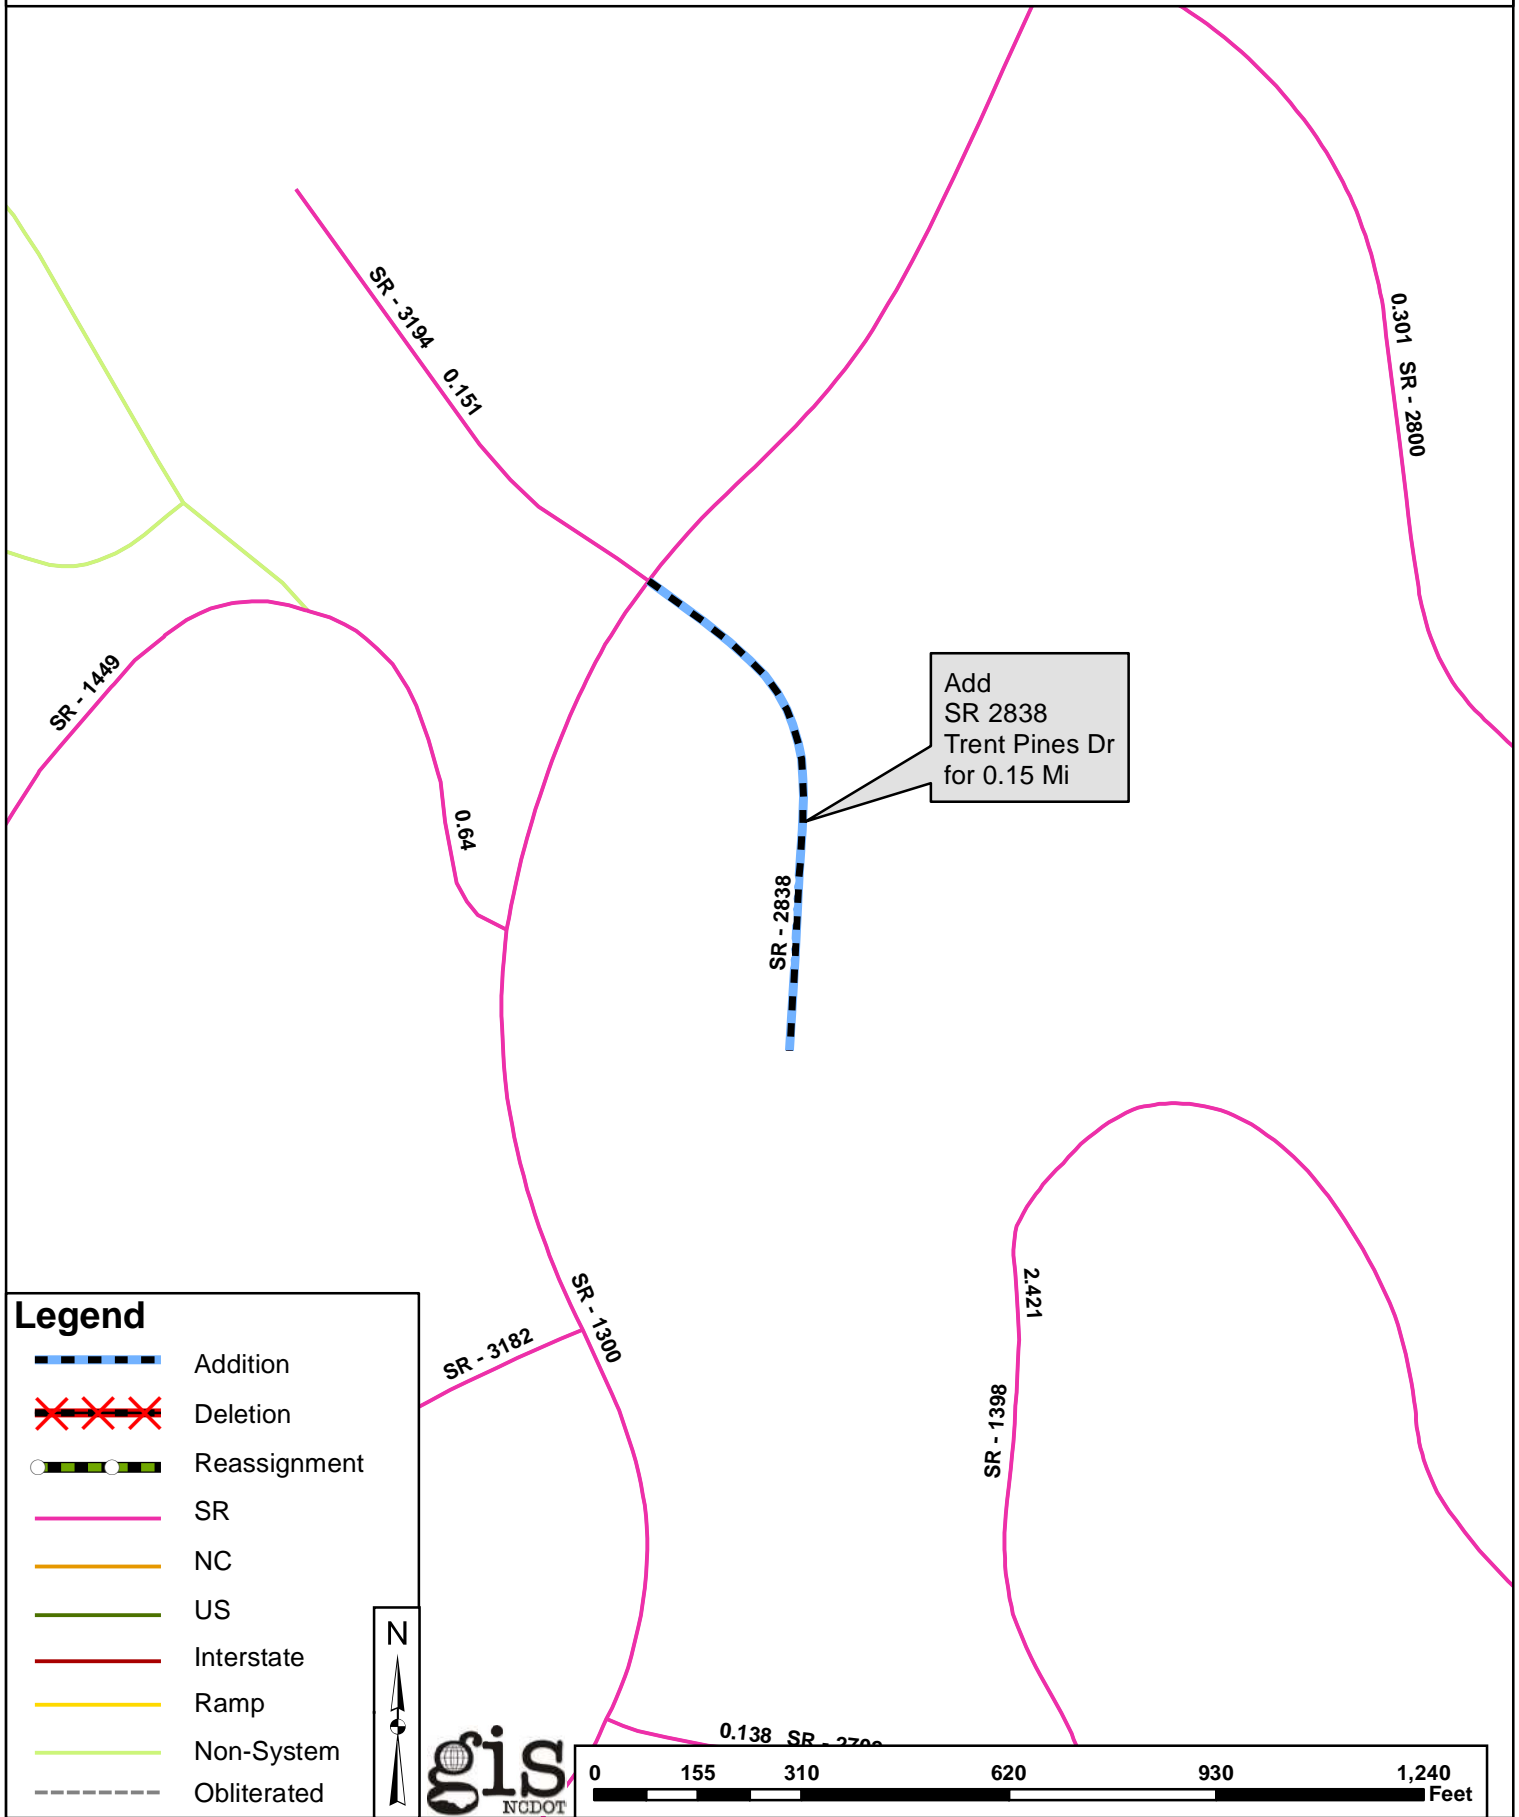 SR - 3194
0.151
0.301 SR - 2800
SR - 1449
0.64
Add
SR 2838
Trent Pines Dr
for 0.15 Mi
SR - 2838
SR - 1300
SR - 3182
2.421
SR - 1398
0.138 SR -
Legend
Addition
Deletion
Reassignment
SR
NC
US
Interstate
Ramp
Non-System
Obliterated
N
gis
NCDOT
0 155 310 620 930 1,240
Feet